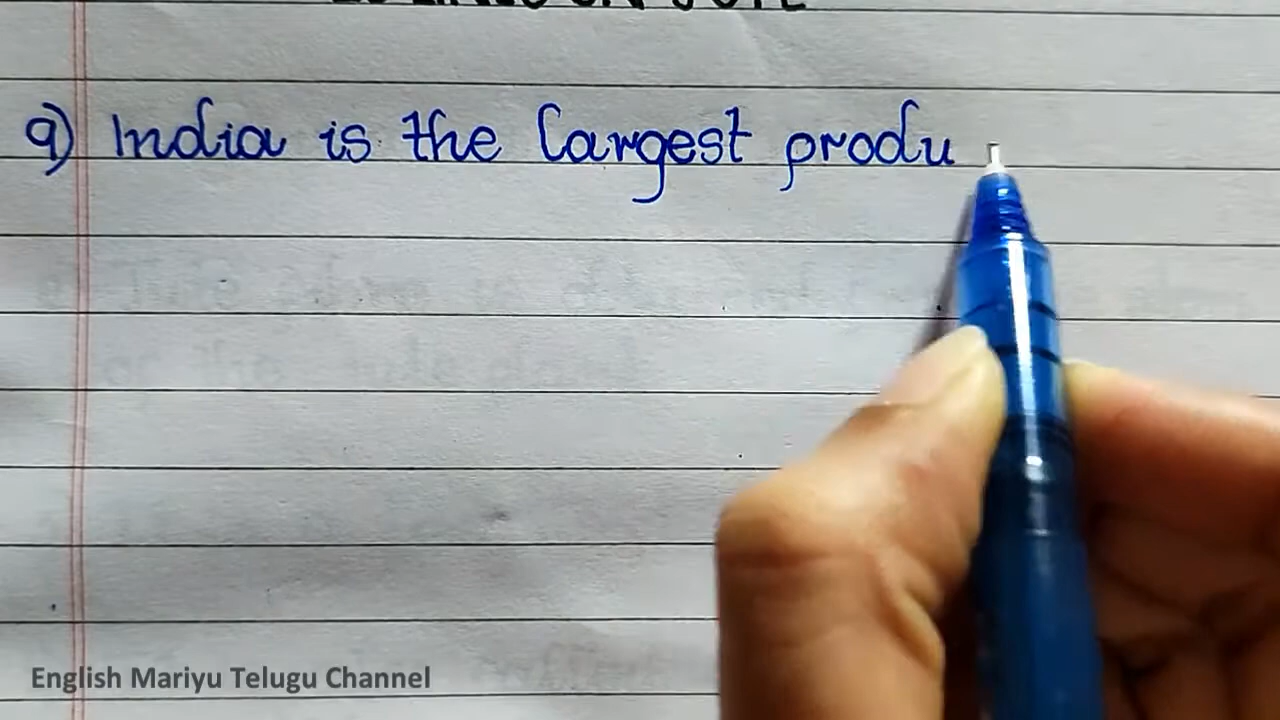 9) India is the largest produ
English Mariyu Telugu Channel